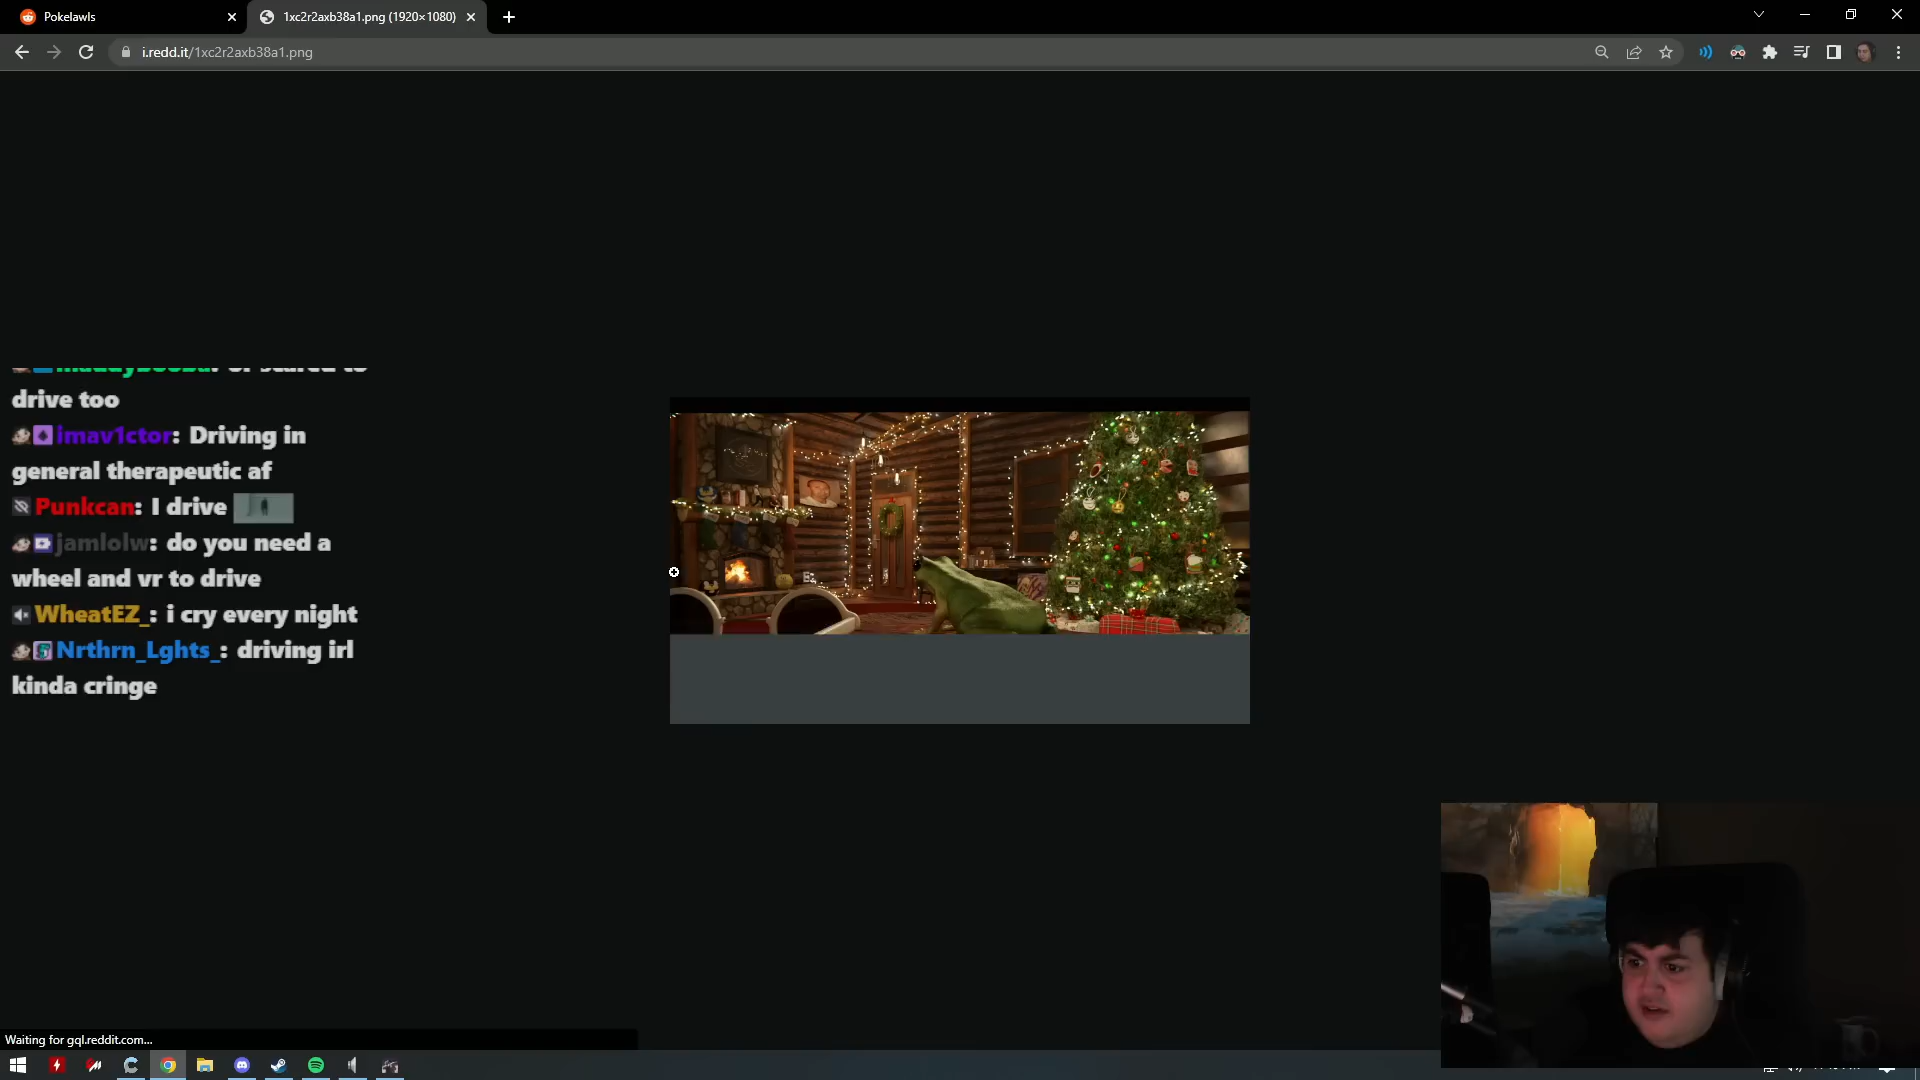 Pokelawls
1xc2r2axb38a1.png (1920×1080)
i.redd.it/1xc2r2axb38a1.png
drive too
imav1ctor: Driving in
general therapeutic af
Punkcan: I drive
jamlolw: do you need a
wheel and vr to drive
WheatEZ_: i cry every night
Nrthrn_Lghts_: driving irl
kinda cringe
Waiting for gql.reddit.com...